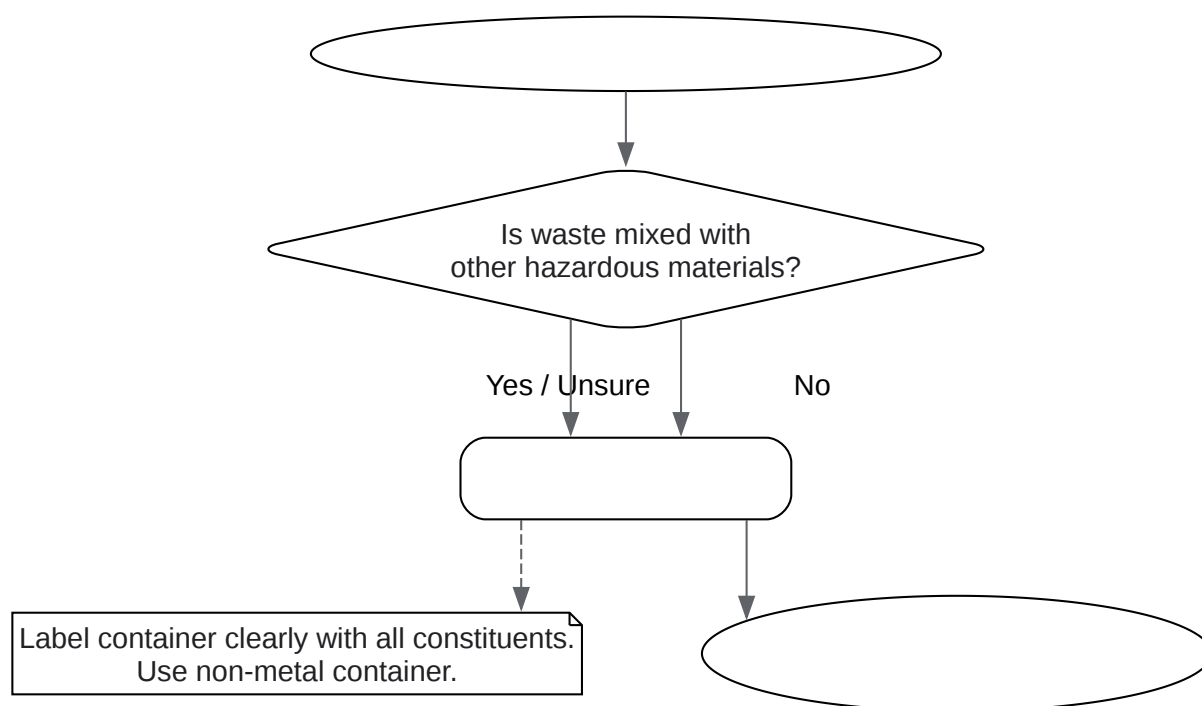 Is waste mixed with
other hazardous materials?
Yes / Unsure
No
Label container clearly with all constituents.
Use non-metal container.